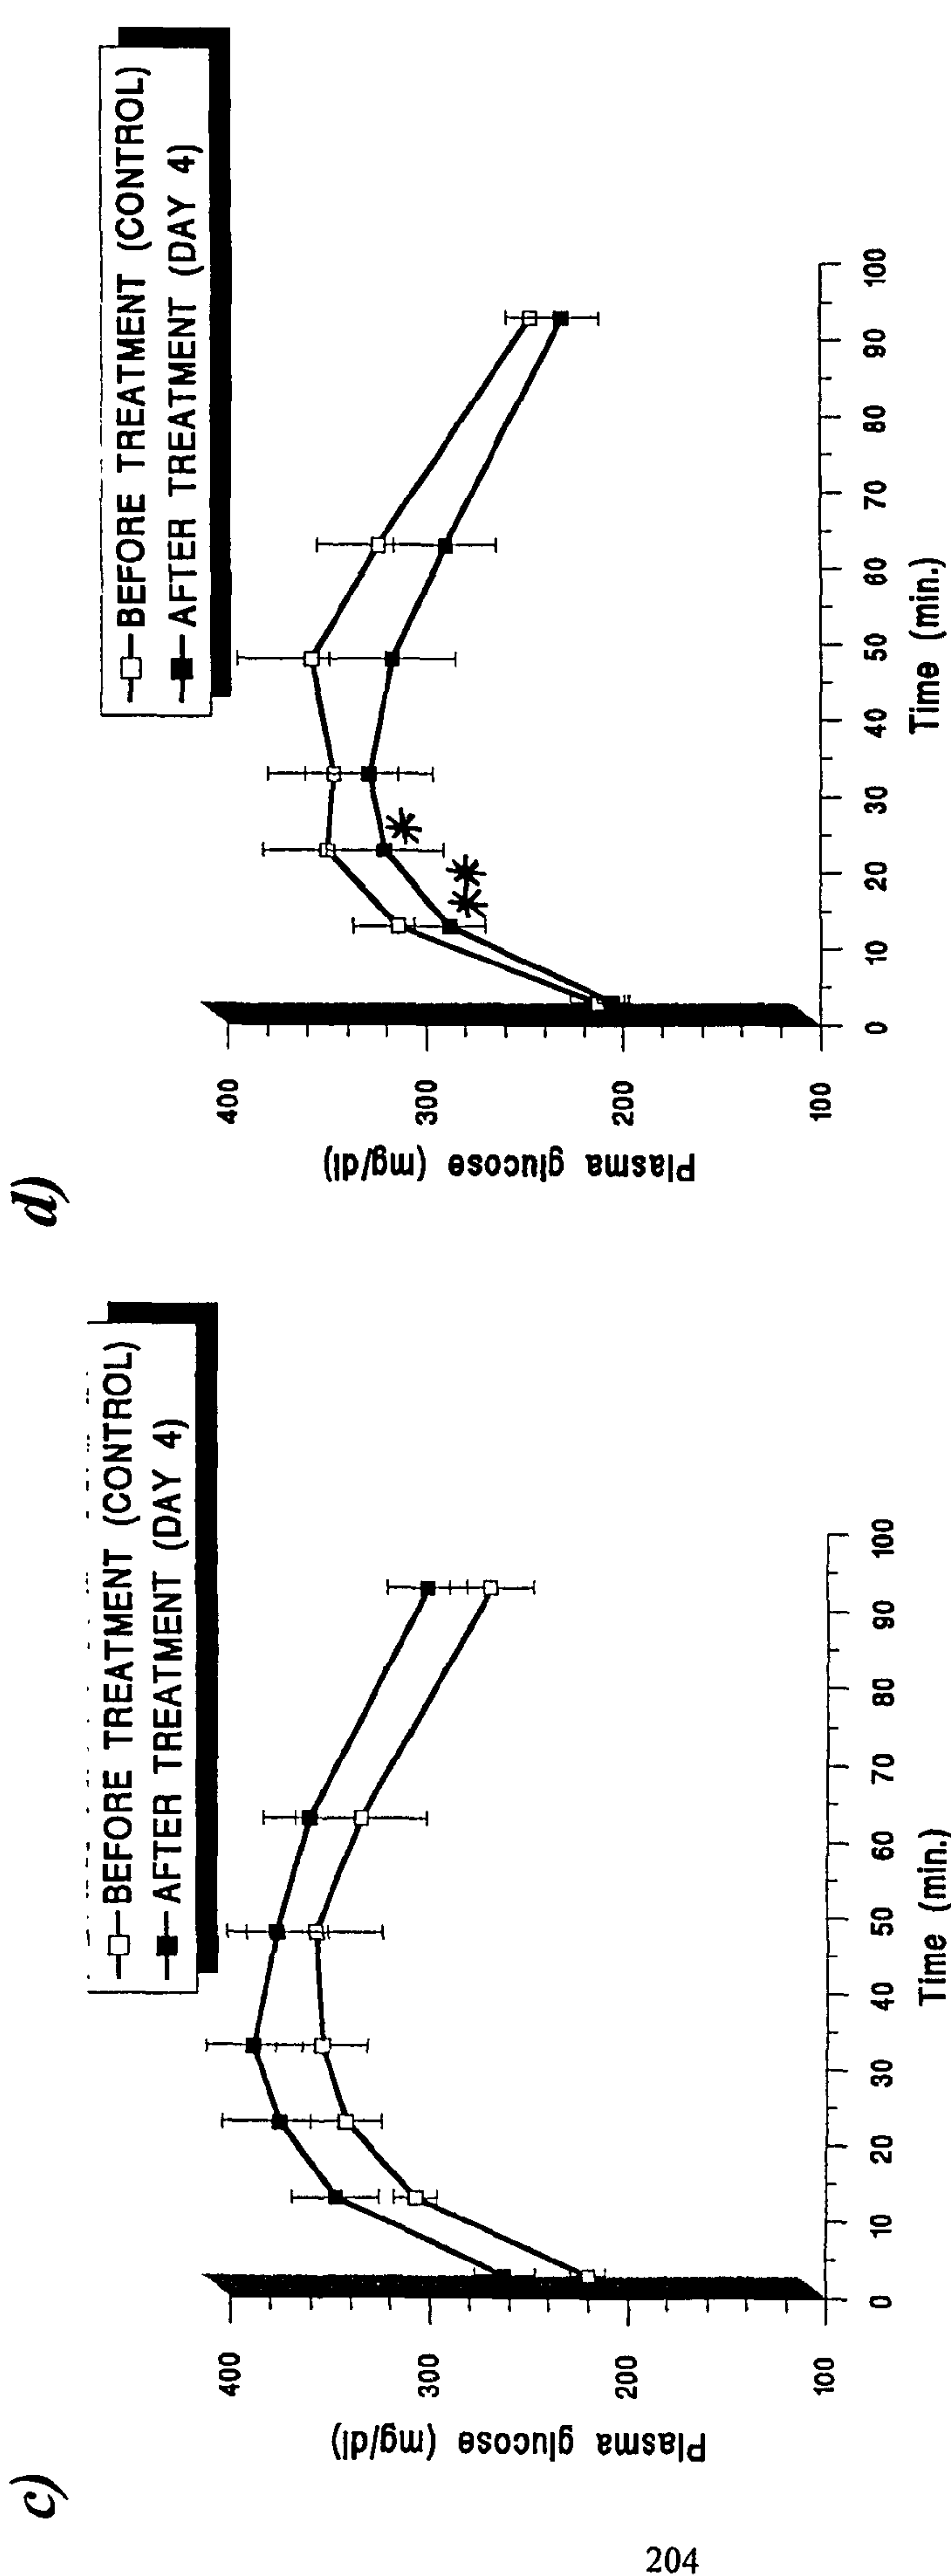 c)
BEFORE TREATMENT (CONTROL)
AFTER TREATMENT (DAY 4)
Plasma glucose (mg/dl)
400
300
200
100
0 10 20 30 40 50 60 70 80 90 100
Time (min.)
d)
BEFORE TREATMENT (CONTROL)
AFTER TREATMENT (DAY 4)
Plasma glucose (mg/dl)
400
300
200
100
*
**
0 10 20 30 40 50 60 70 80 90 100
Time (min.)
204